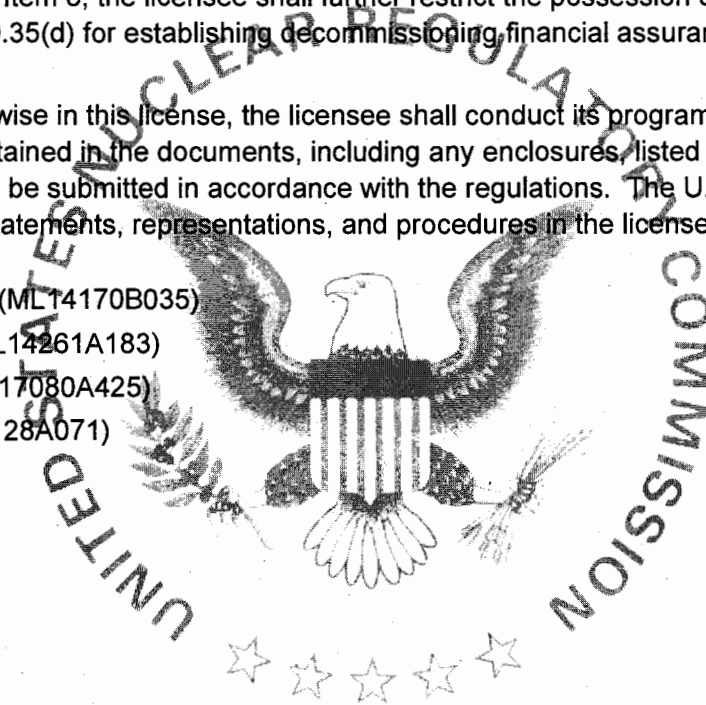 the licensee shall further restrict the possession
.35(d) for establishing decommissioning financial assuran
wise in this license, the licensee shall conduct its program
tained in the documents, including any enclosures, listed
be submitted in accordance with the regulations. The U.
atements, representations, and procedures in the license
(ML14170B035)
L14261A183)
17080A425)
28A071)
UNITED STATES NUCLEAR REGULATORY COMMISSION